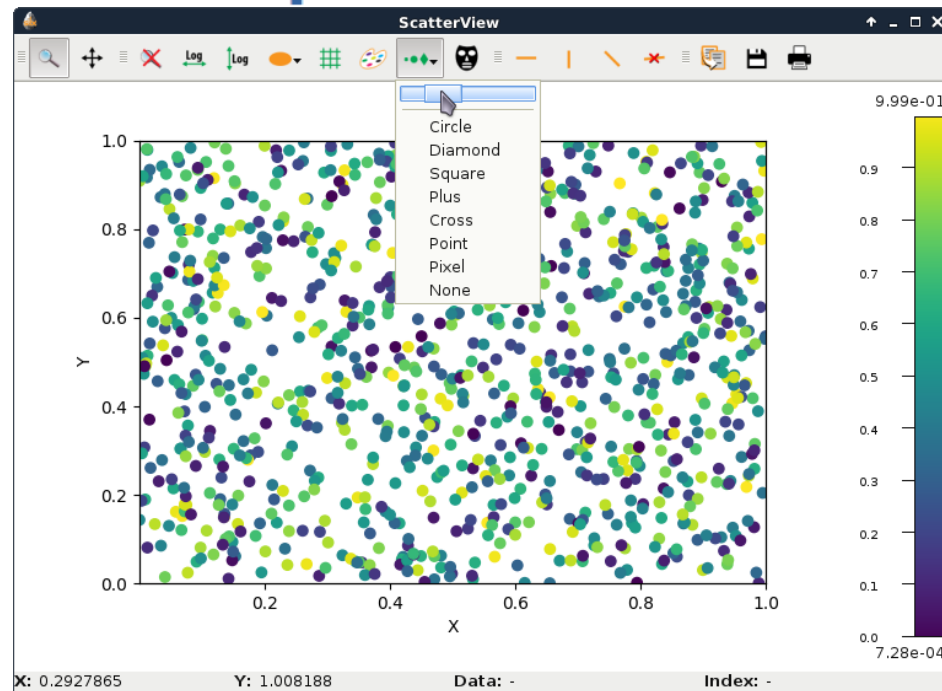 ScatterView
Log Log
Circle
Diamond
Square
Plus
Cross
Point
Pixel
None
9.99e-01
0.9
0.8
0.7
0.6
0.5
0.4
0.3
0.2
0.1
0.0
7.28e-04
1.0
0.8
0.6
0.4
0.2
0.0
Y
0.2 0.4 0.6 0.8 1.0
X
X: 0.2927865 Y: 1.008188 Data: - Index: -